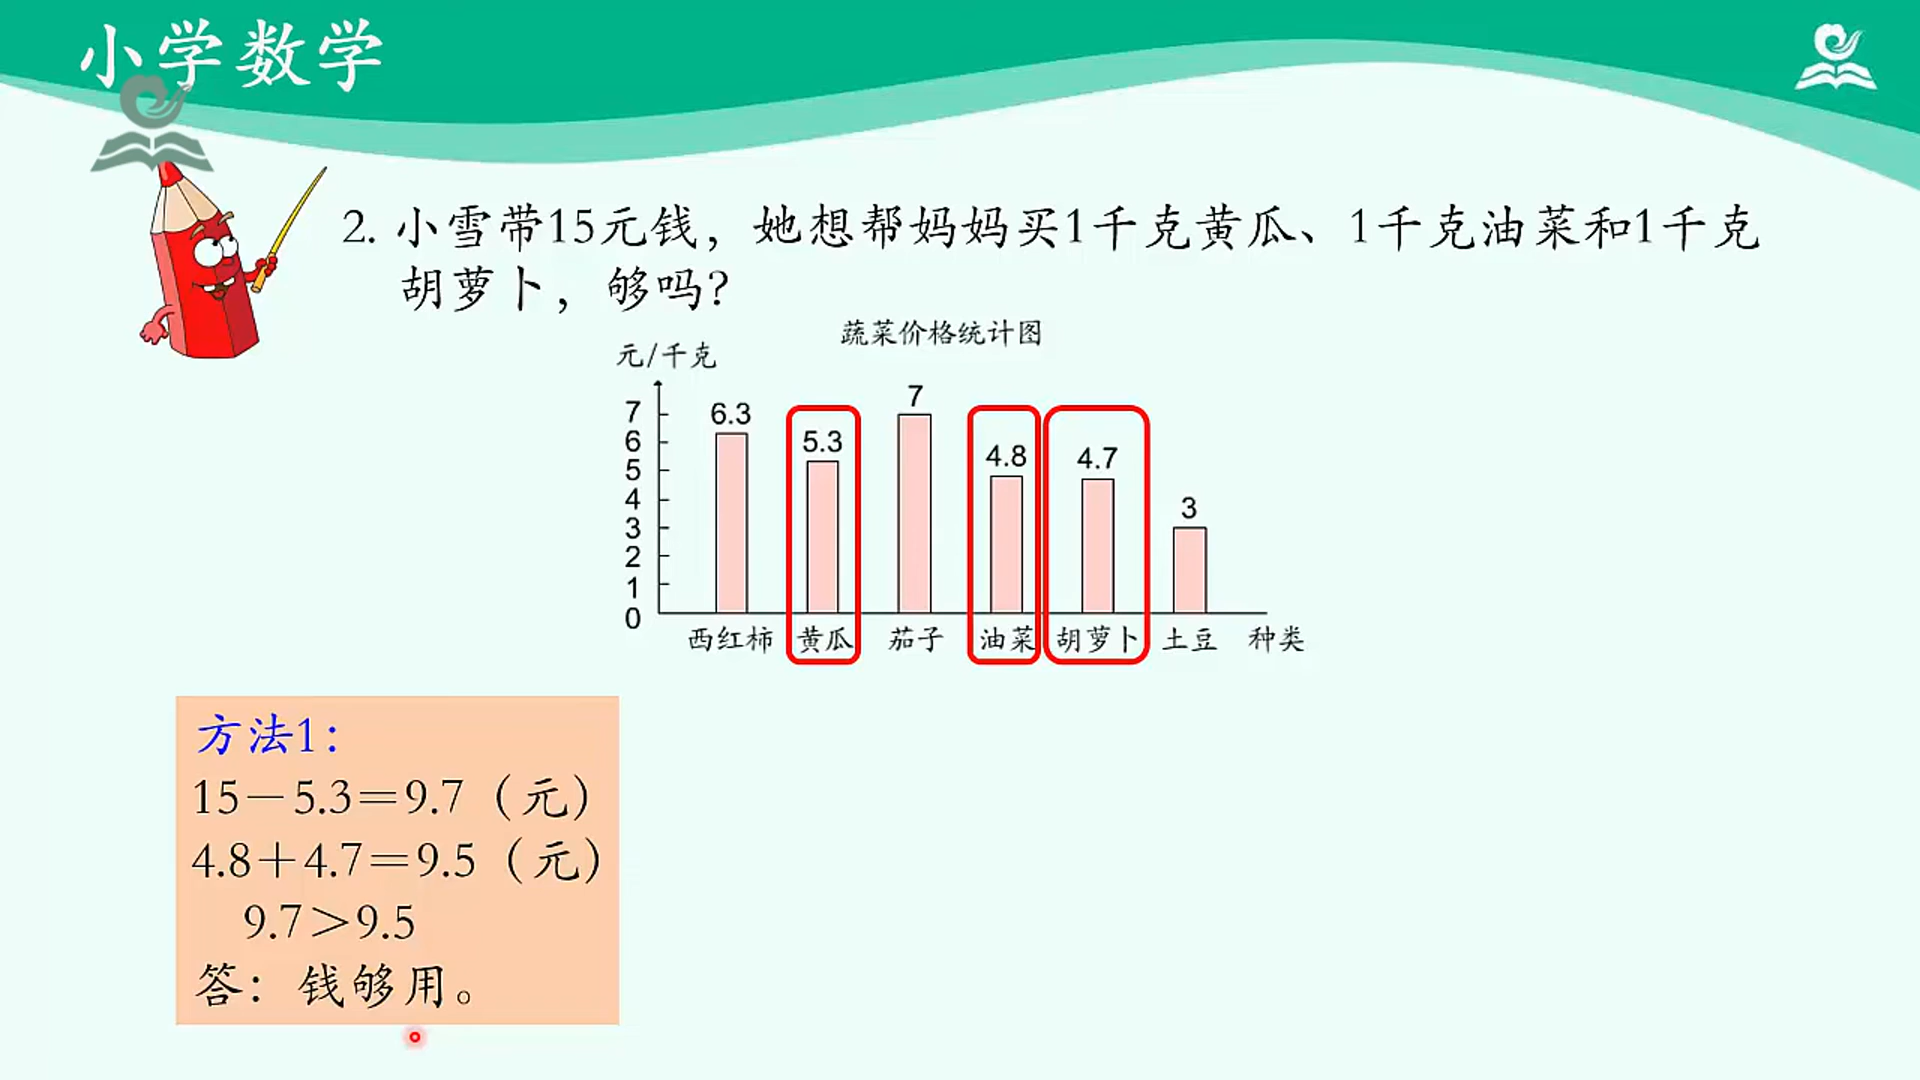 小学数学
2. 小雪带15元钱，她想帮妈妈买1千克黄瓜、1千克油菜和1千克
胡萝卜，够吗?
蔬菜价格统计图
元/千克
7
6
5
4
3
2
1
0
6.3
5.3
7
4.8
4.7
3
西红柿 黄瓜 茄子 油菜 胡萝卜 土豆 种类
方法1：
15－5.3＝9.7（元）
4.8＋4.7＝9.5（元）
9.7＞9.5
答：钱够用。